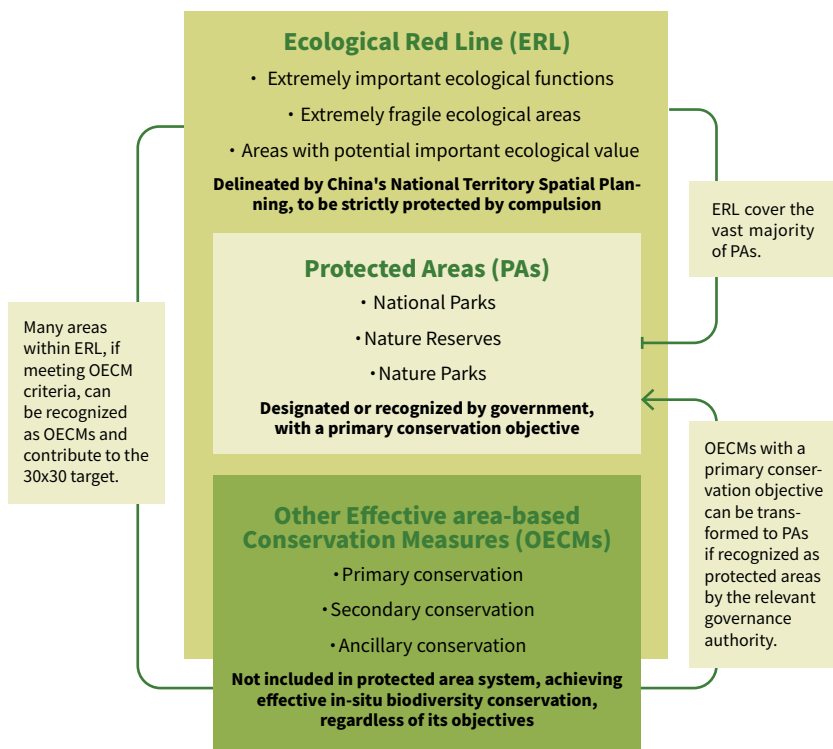 Ecological Red Line (ERL)
• Extremely important ecological functions
• Extremely fragile ecological areas
• Areas with potential important ecological value
Delineated by China's National Territory Spatial Plan-
ning, to be strictly protected by compulsion
ERL cover the
vast majority
of PAs.
Protected Areas (PAs)
• National Parks
• Nature Reserves
• Nature Parks
Designated or recognized by government,
with a primary conservation objective
Many areas
within ERL, if
meeting OECM
criteria, can
be recognized
as OECMs and
contribute to the
30x30 target.
OECMs with a
primary conser-
vation objective
can be trans-
formed to PAs
if recognized as
protected areas
by the relevant
governance
authority.
Other Effective area-based
Conservation Measures (OECMs)
• Primary conservation
• Secondary conservation
• Ancillary conservation
Not included in protected area system, achieving
effective in-situ biodiversity conservation,
regardless of its objectives